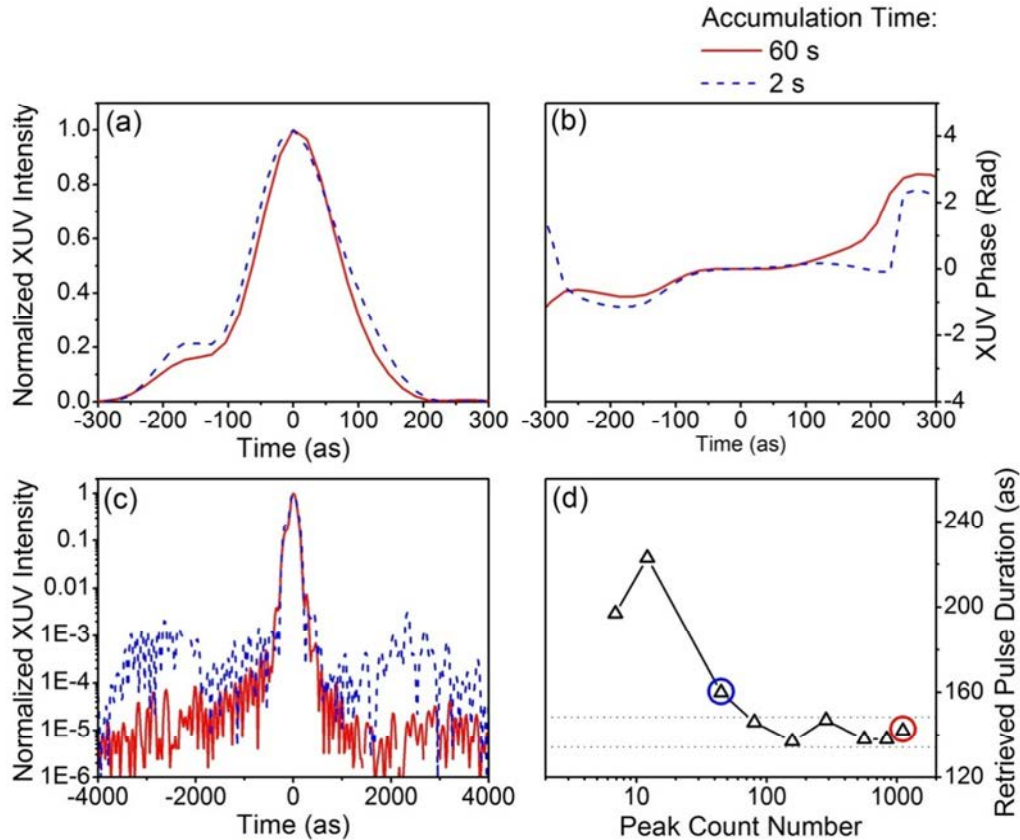 Accumulation Time:
60 s
2 s
(a)
Normalized XUV Intensity
1.0
0.8
0.6
0.4
0.2
0.0
-300 -200 -100 0 100 200 300
Time (as)
(b)
4
2
0
-2
-4
XUV Phase (Rad)
-300 -200 -100 0 100 200 300
Time (as)
(c)
Normalized XUV Intensity
1
0.1
0.01
1E-3
1E-4
1E-5
1E-6
-4000 -2000 0 2000 4000
Time (as)
(d)
240
200
160
120
Retrieved Pulse Duration (as)
10 100 1000
Peak Count Number